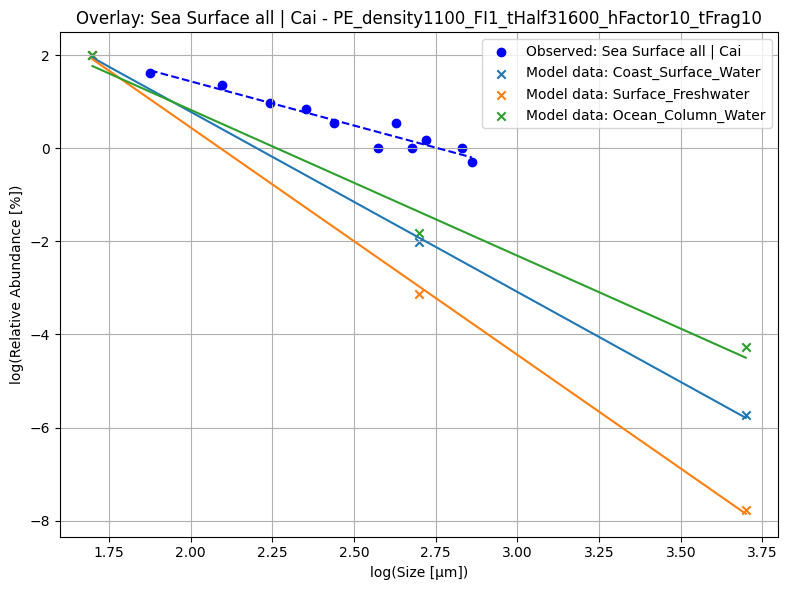 Overlay: Sea Surface all | Cai - PE_density1100_FI1_tHalf31600_hFactor10_tFrag10
Observed: Sea Surface all | Cai
Model data: Coast_Surface_Water
Model data: Surface_Freshwater
Model data: Ocean_Column_Water
log(Relative Abundance [%])
2
0
−2
−4
−6
−8
1.75 2.00 2.25 2.50 2.75 3.00 3.25 3.50 3.75
log(Size [µm])